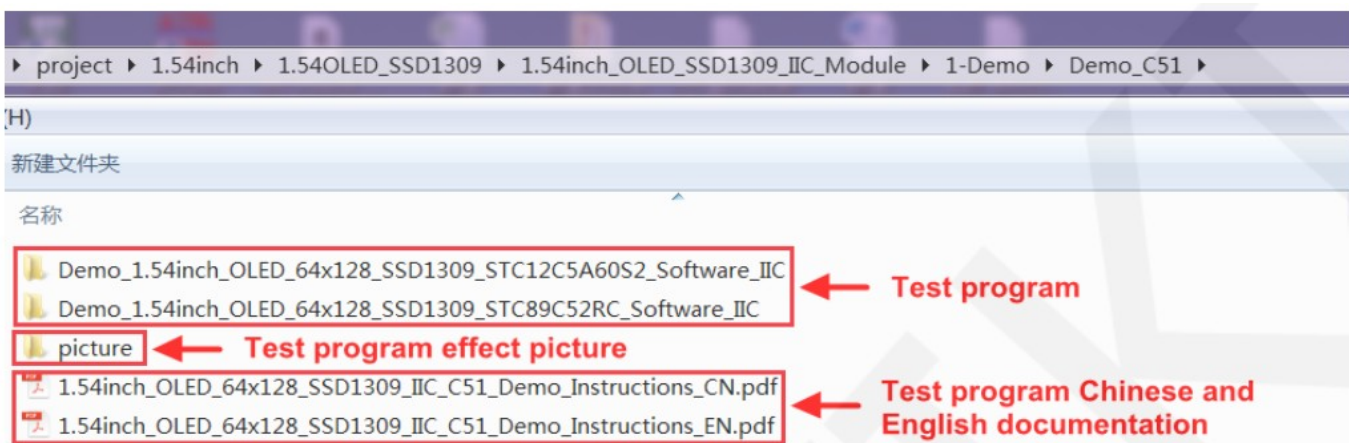 project ▸ 1.54inch ▸ 1.54OLED_SSD1309 ▸ 1.54inch_OLED_SSD1309_IIC_Module ▸ 1-Demo ▸ Demo_C51 ▸
(H)
新建文件夹
名称
Demo_1.54inch_OLED_64x128_SSD1309_STC12C5A60S2_Software_IIC
Test program
Demo_1.54inch_OLED_64x128_SSD1309_STC89C52RC_Software_IIC
picture
Test program effect picture
1.54inch_OLED_64x128_SSD1309_IIC_C51_Demo_Instructions_CN.pdf
1.54inch_OLED_64x128_SSD1309_IIC_C51_Demo_Instructions_EN.pdf
Test program Chinese and
English documentation